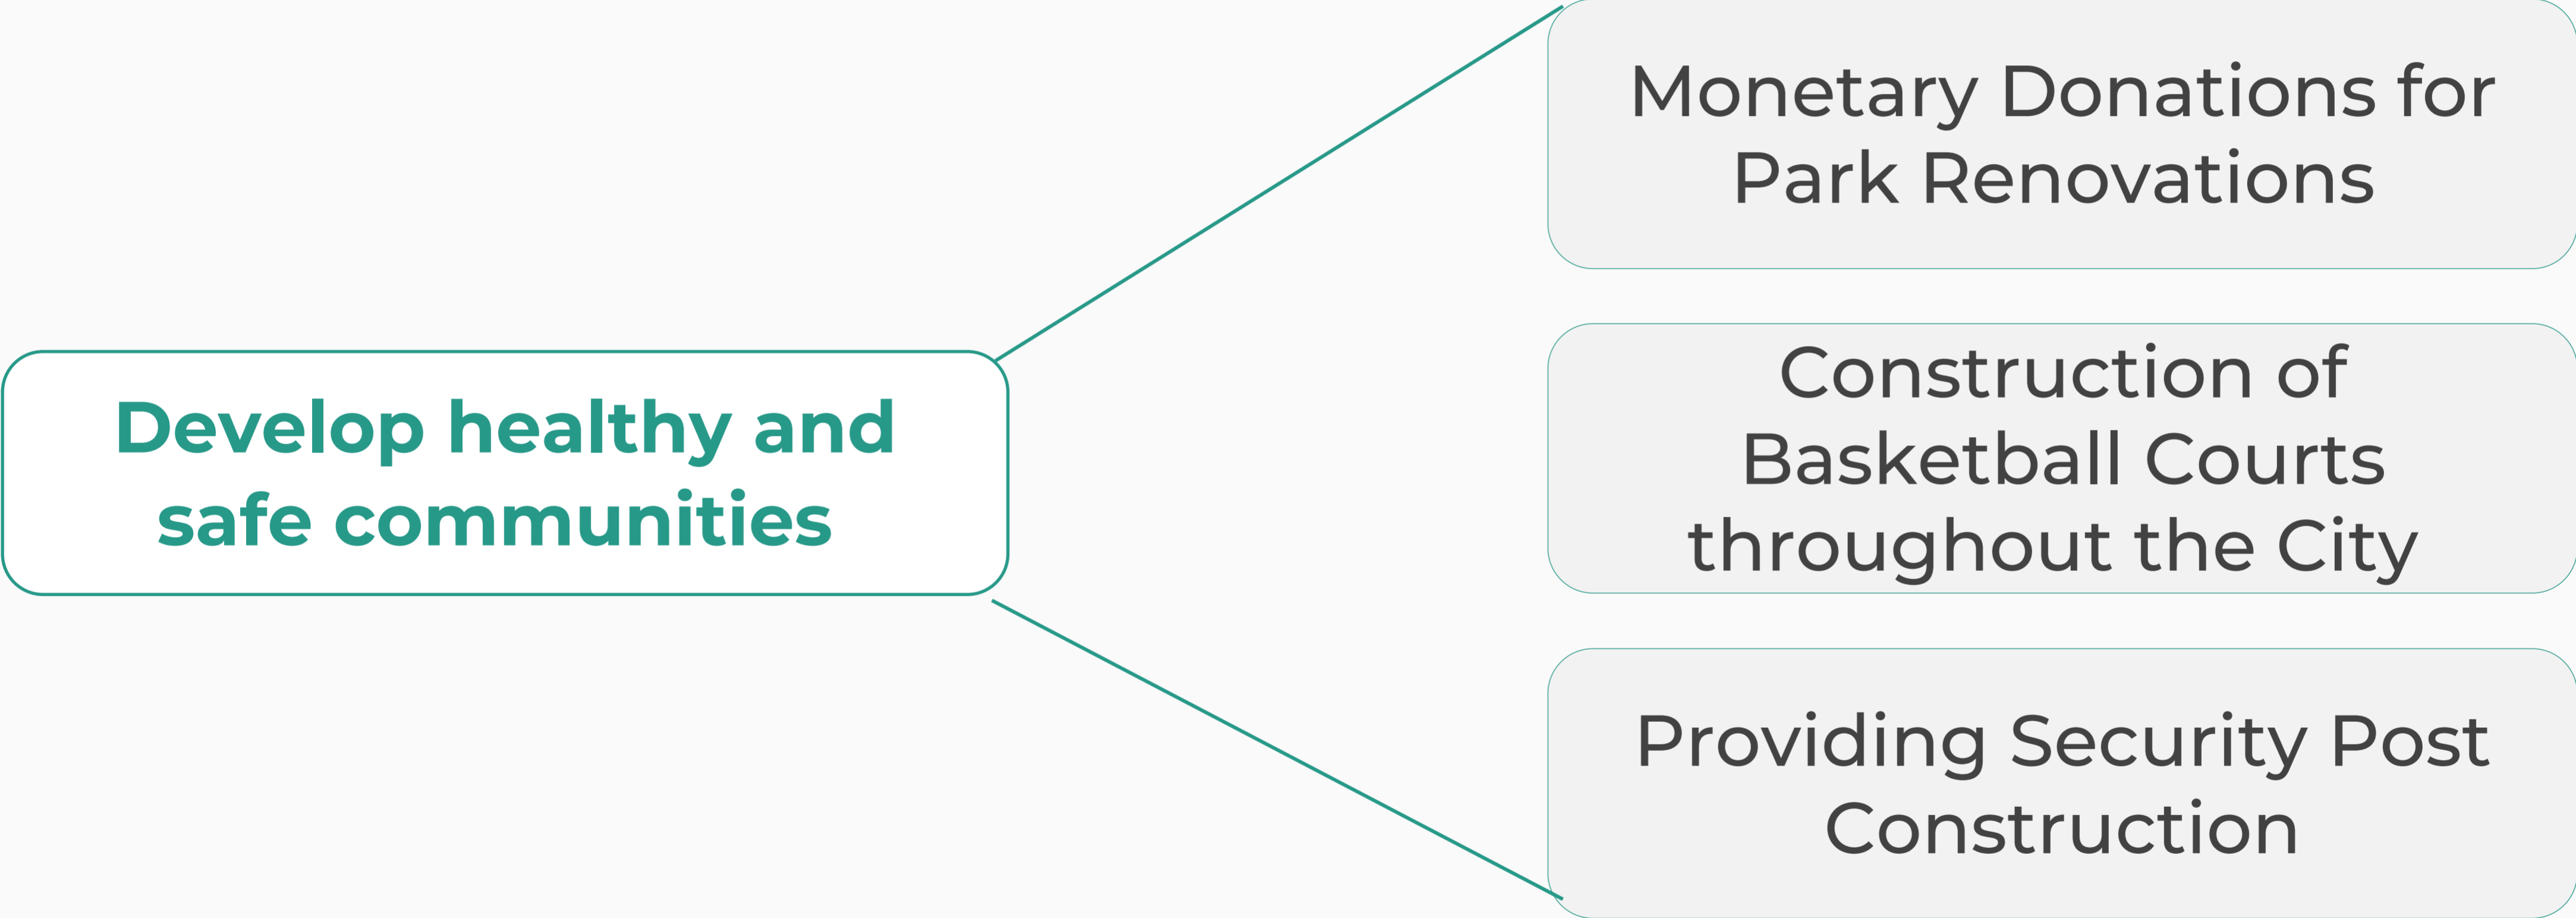 Develop healthy and
safe communities
Monetary Donations for
Park Renovations
Construction of
Basketball Courts
throughout the City
Providing Security Post
Construction